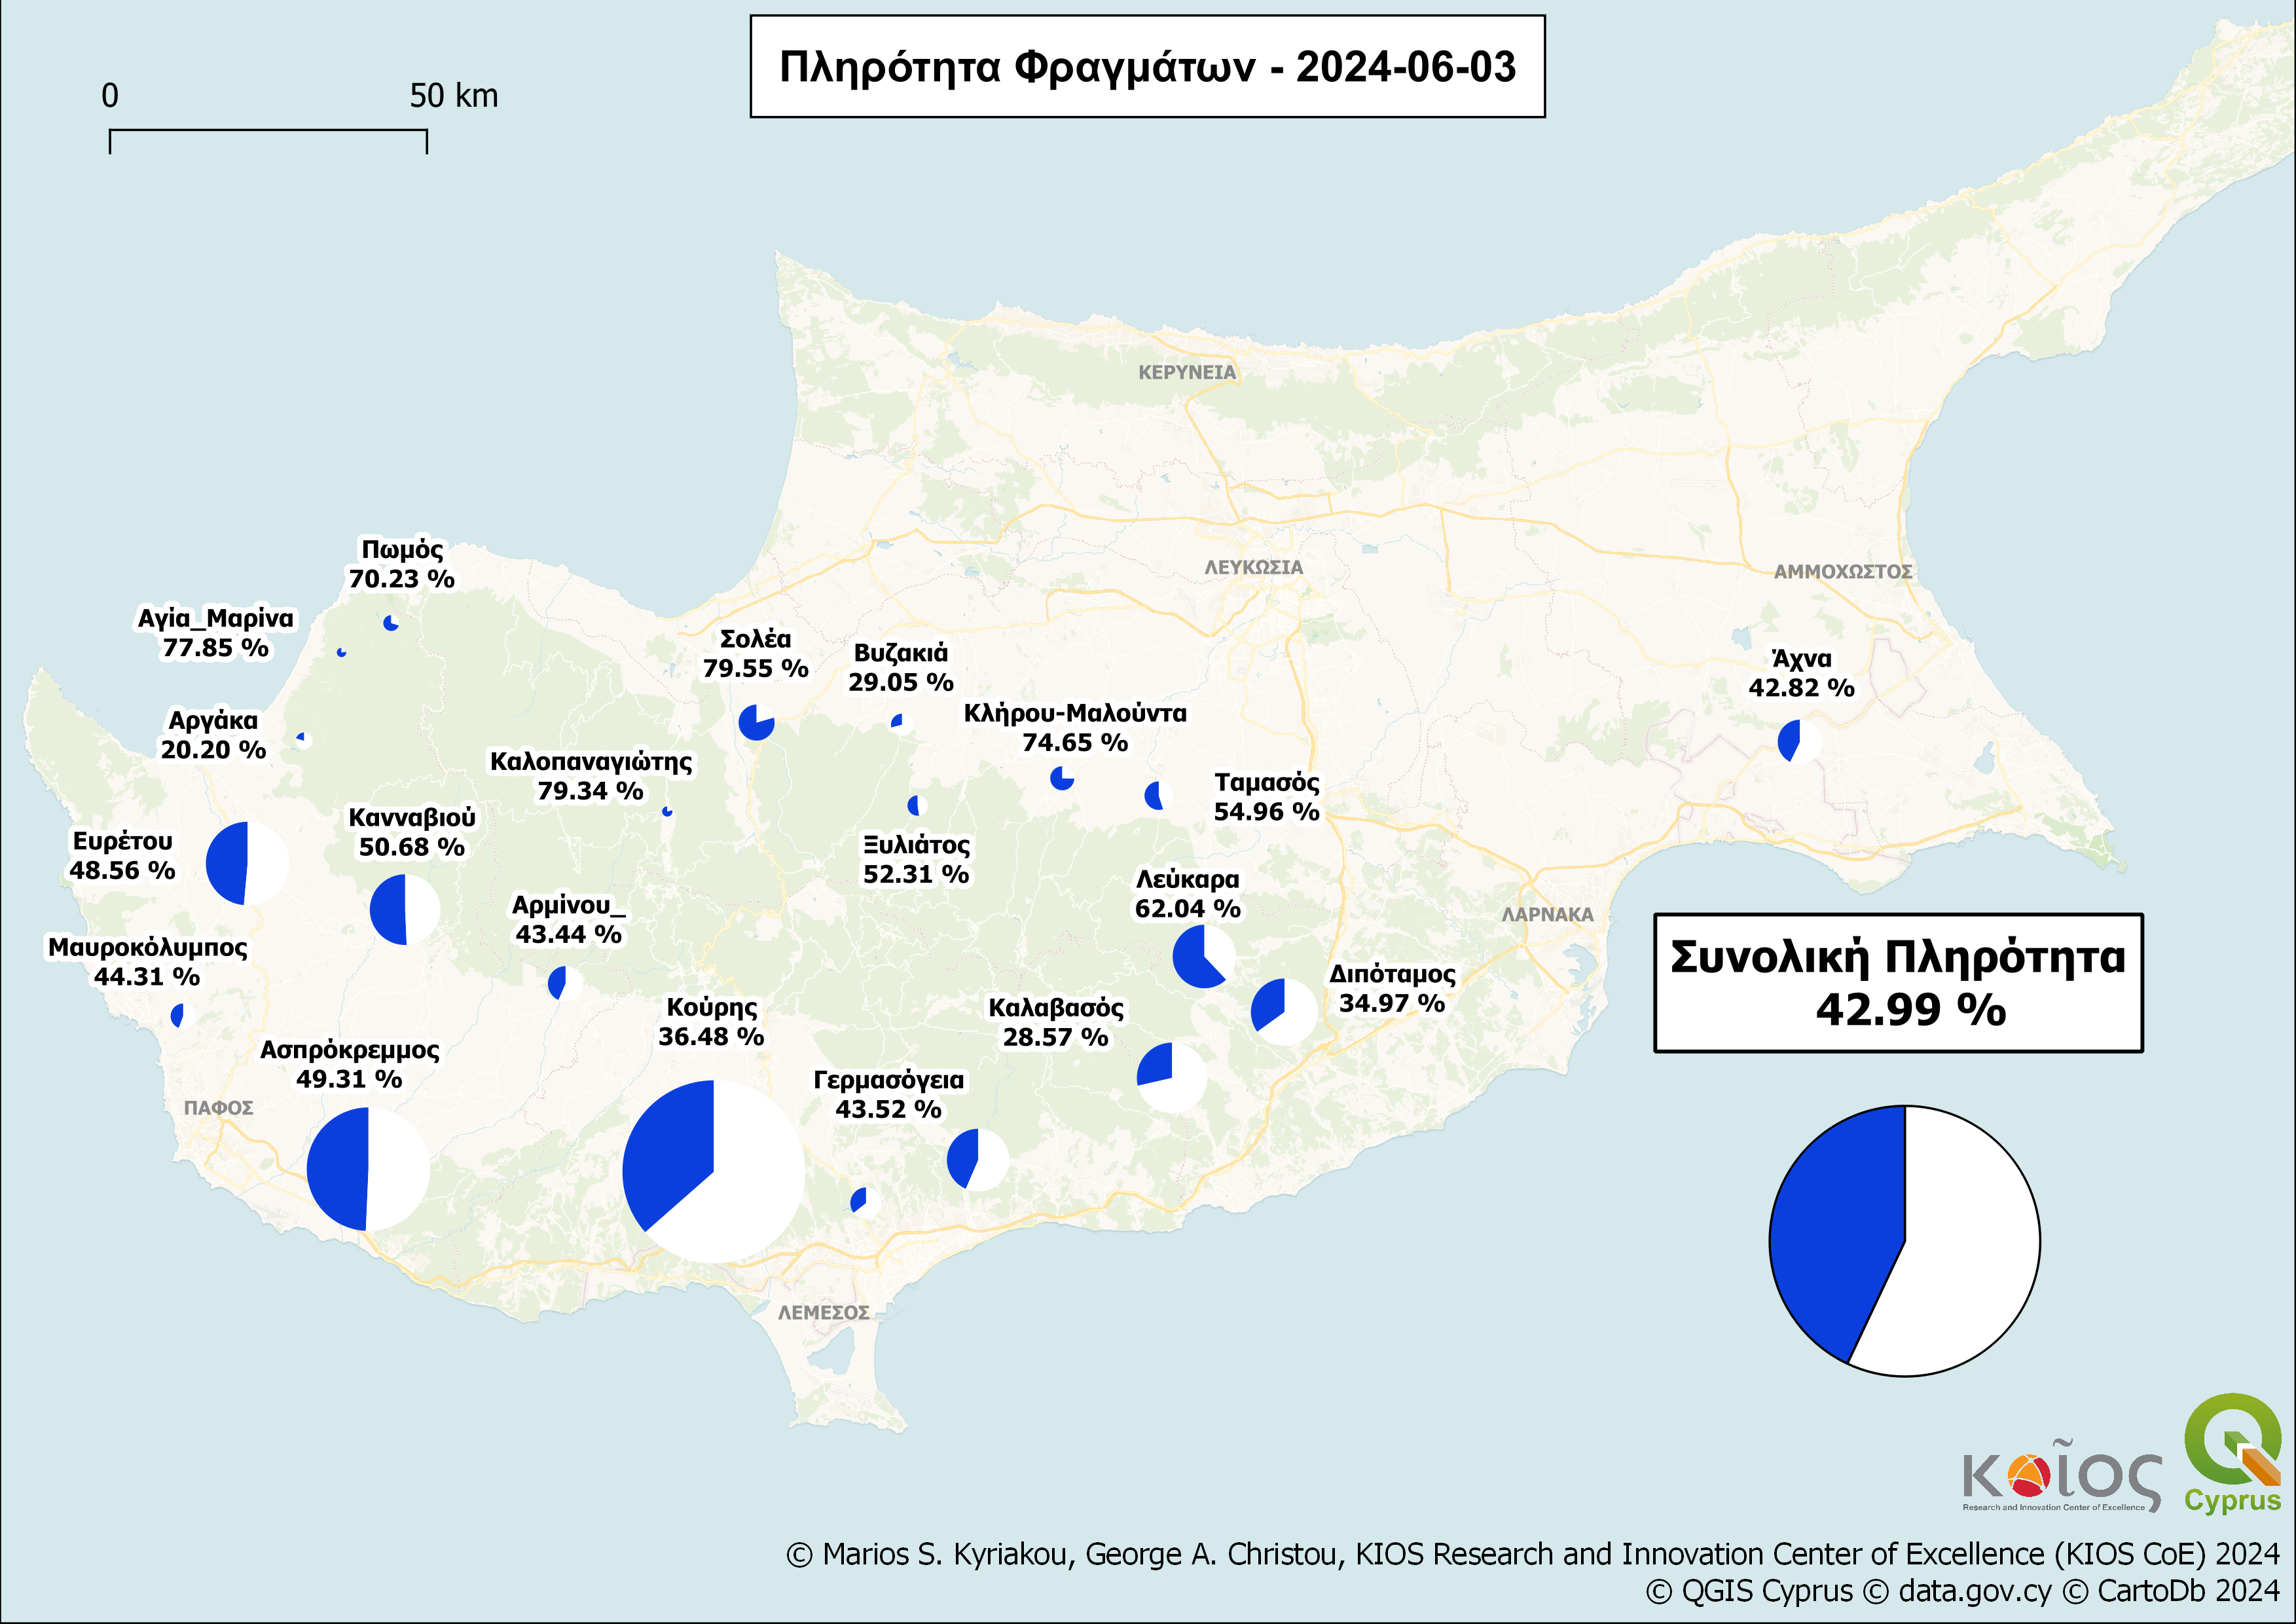 Πληρότητα Φραγμάτων - 2024-06-03
0 50 km
ΚΕΡΥΝΕΙΑ
ΛΕΥΚΩΣΙΑ
ΑΜΜΟΧΩΣΤΟΣ
Πωμός
70.23 %
Αγία_Μαρίνα
77.85 %
Σολέα
79.55 %
Βυζακιά
29.05 %
Άχνα
42.82 %
Αργάκα
20.20 %
Κλήρου-Μαλούντα
74.65 %
Καλοπαναγιώτης
79.34 %
Ταμασός
54.96 %
Ευρέτου
48.56 %
Κανναβιού
50.68 %
Ξυλιάτος
52.31 %
Λεύκαρα
62.04 %
Αρμίνου_
43.44 %
ΛΑΡΝΑΚΑ
Μαυροκόλυμπος
44.31 %
Διπόταμος
34.97 %
Συνολική Πληρότητα
42.99 %
Κούρης
36.48 %
Καλαβασός
28.57 %
Ασπρόκρεμμος
49.31 %
Γερμασόγεια
43.52 %
ΠΑΦΟΣ
ΛΕΜΕΣΟΣ
κοῖος
Research and Innovation Center of Excellence
Cyprus
© Marios S. Kyriakou, George A. Christou, KIOS Research and Innovation Center of Excellence (KIOS CoE) 2024
© QGIS Cyprus © data.gov.cy © CartoDb 2024